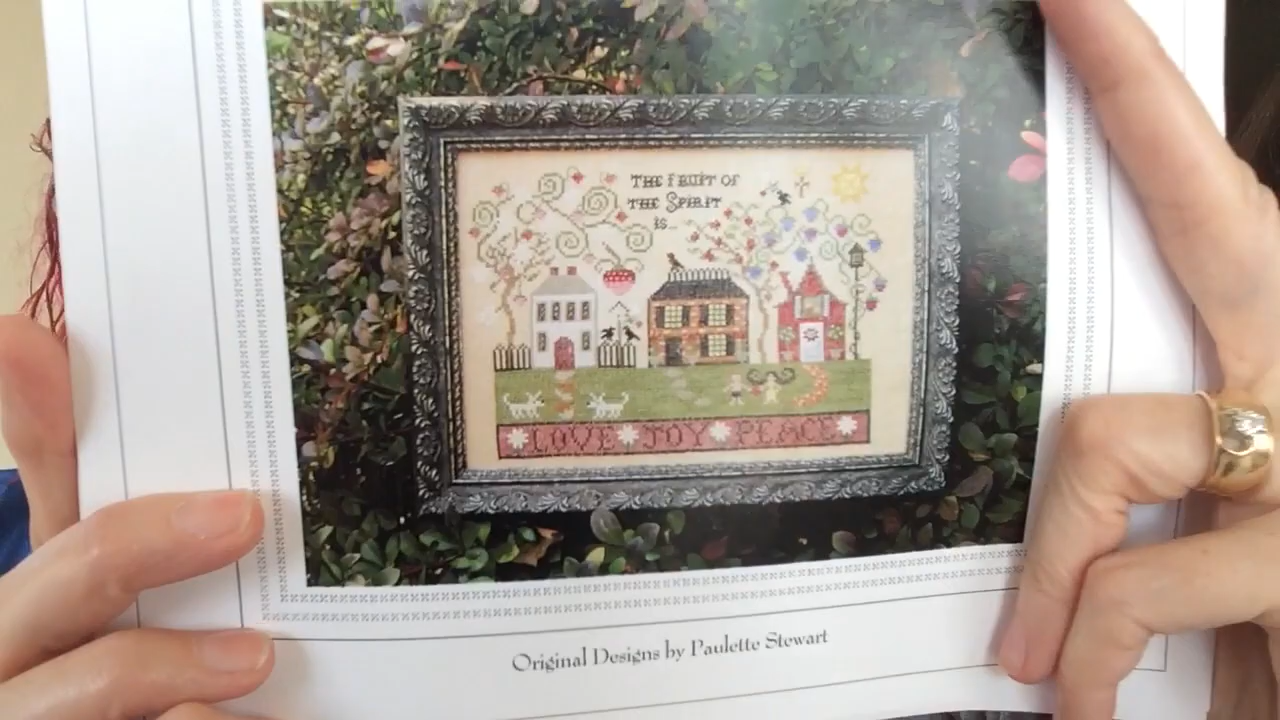 THE FRUIT OF
THE SPIRIT
is...
LOVE JOY PEACE
Original Designs by Paulette Stewart